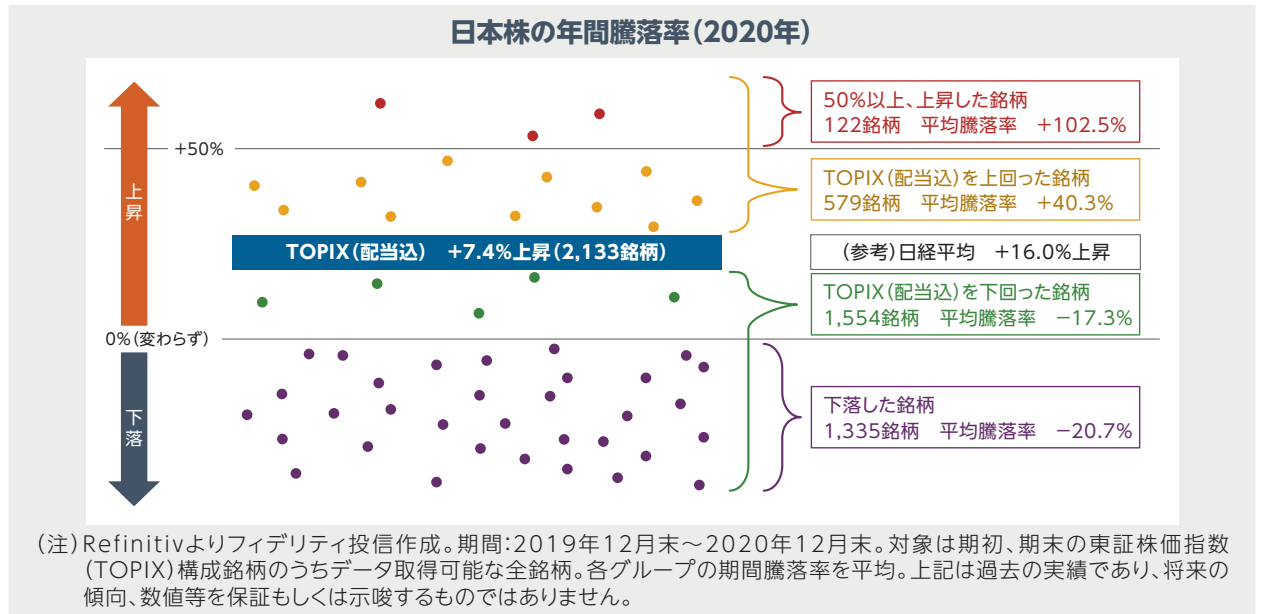 日本株の年間騰落率（2020年）
上昇
下落
+50%
0%（変わらず）
TOPIX（配当込）　+7.4%上昇（2,133銘柄）
50%以上、上昇した銘柄
122銘柄　平均騰落率　+102.5%
TOPIX（配当込）を上回った銘柄
579銘柄　平均騰落率　+40.3%
（参考）日経平均　+16.0%上昇
TOPIX（配当込）を下回った銘柄
1,554銘柄　平均騰落率　−17.3%
下落した銘柄
1,335銘柄　平均騰落率　−20.7%
（注）Refinitivよりフィデリティ投信作成。期間：2019年12月末～2020年12月末。対象は期初、期末の東証株価指数
（TOPIX）構成銘柄のうちデータ取得可能な全銘柄。各グループの期間騰落率を平均。上記は過去の実績であり、将来の
傾向、数値等を保証もしくは示唆するものではありません。